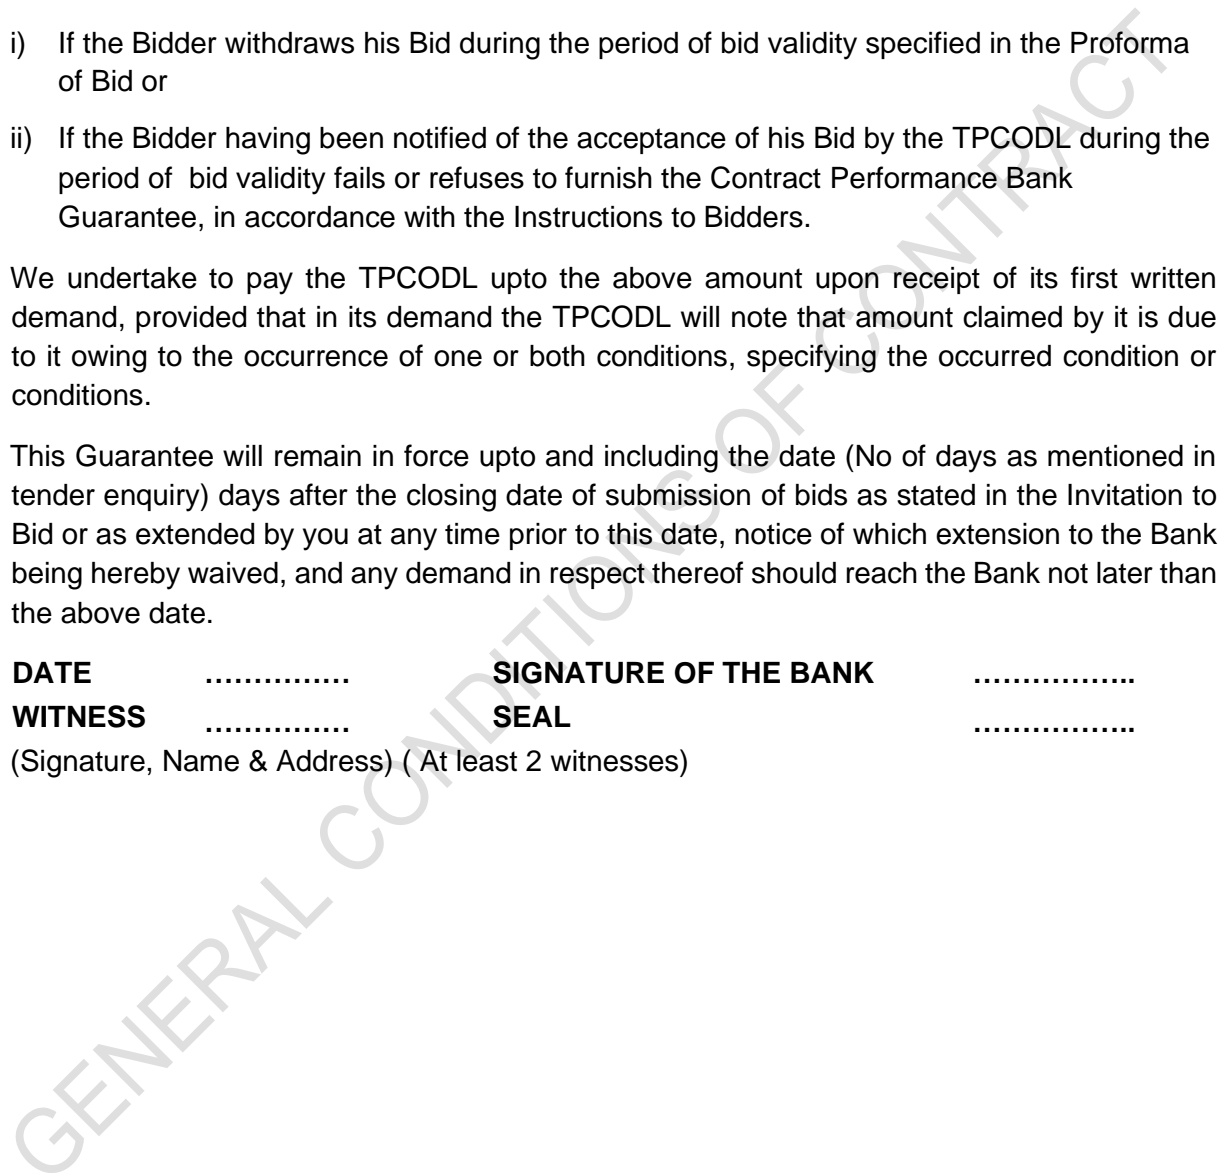 i) If the Bidder withdraws his Bid during the period of bid validity specified in the Proforma
of Bid or
ii) If the Bidder having been notified of the acceptance of his Bid by the TPCODL during the
period of bid validity fails or refuses to furnish the Contract Performance Bank
Guarantee, in accordance with the Instructions to Bidders.
We undertake to pay the TPCODL upto the above amount upon receipt of its first written
demand, provided that in its demand the TPCODL will note that amount claimed by it is due
to it owing to the occurrence of one or both conditions, specifying the occurred condition or
conditions.
This Guarantee will remain in force upto and including the date (No of days as mentioned in
tender enquiry) days after the closing date of submission of bids as stated in the Invitation to
Bid or as extended by you at any time prior to this date, notice of which extension to the Bank
being hereby waived, and any demand in respect thereof should reach the Bank not later than
the above date.
DATE …………… SIGNATURE OF THE BANK ……………..
WITNESS …………… SEAL ……………..
(Signature, Name & Address) ( At least 2 witnesses)
GENERAL CONDITIONS OF CONTRACT